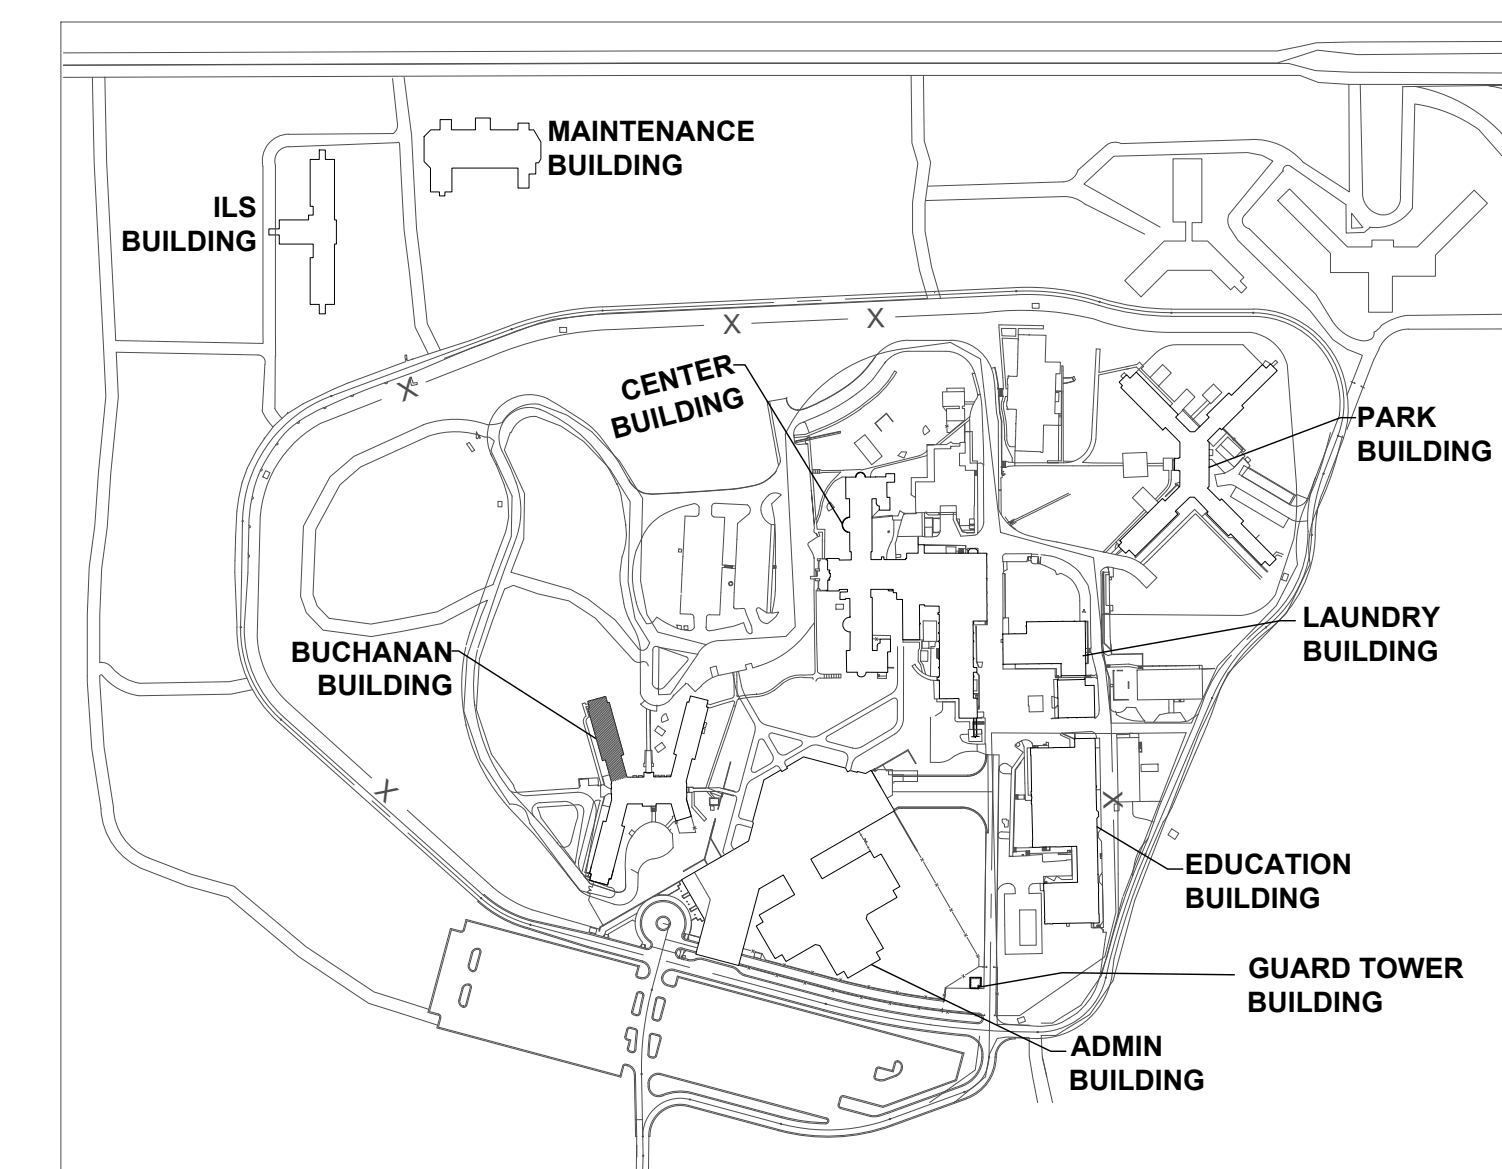 MAINTENANCE
BUILDING
ILS
BUILDING
CENTER
BUILDING
PARK
BUILDING
LAUNDRY
BUILDING
BUCHANAN
BUILDING
EDUCATION
BUILDING
GUARD TOWER
BUILDING
ADMIN
BUILDING